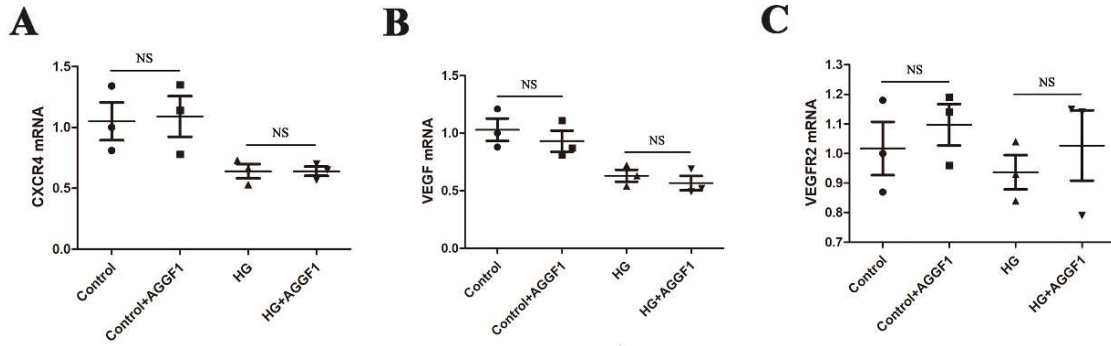 A
CXCR4 mRNA
1.5
1.0
0.5
0.0
NS
NS
Control
Control+AGGF1
HG
HG+AGGF1
B
VEGF mRNA
1.5
1.0
0.5
0.0
NS
NS
Control
Control+AGGF1
HG
HG+AGGF1
C
VEGFR2 mRNA
1.3
1.2
1.1
1.0
0.9
0.8
0.7
NS
NS
Control
Control+AGGF1
HG
HG+AGGF1